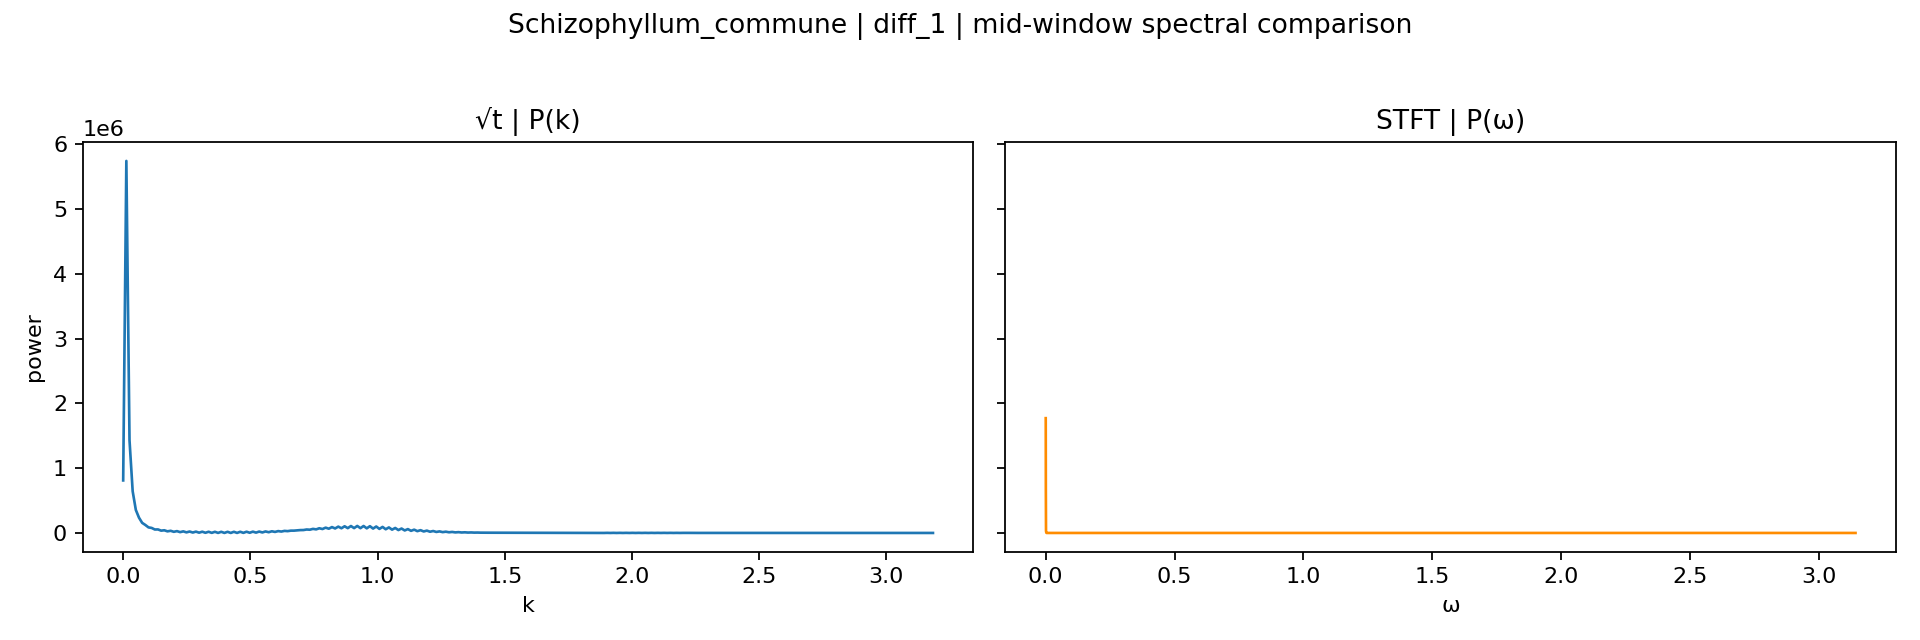 Schizophyllum_commune | diff_1 | mid-window spectral comparison
√t | P(k)
1e6
6
5
4
3
2
1
0
power
0.0 0.5 1.0 1.5 2.0 2.5 3.0
k
STFT | P(ω)
0.0 0.5 1.0 1.5 2.0 2.5 3.0
ω